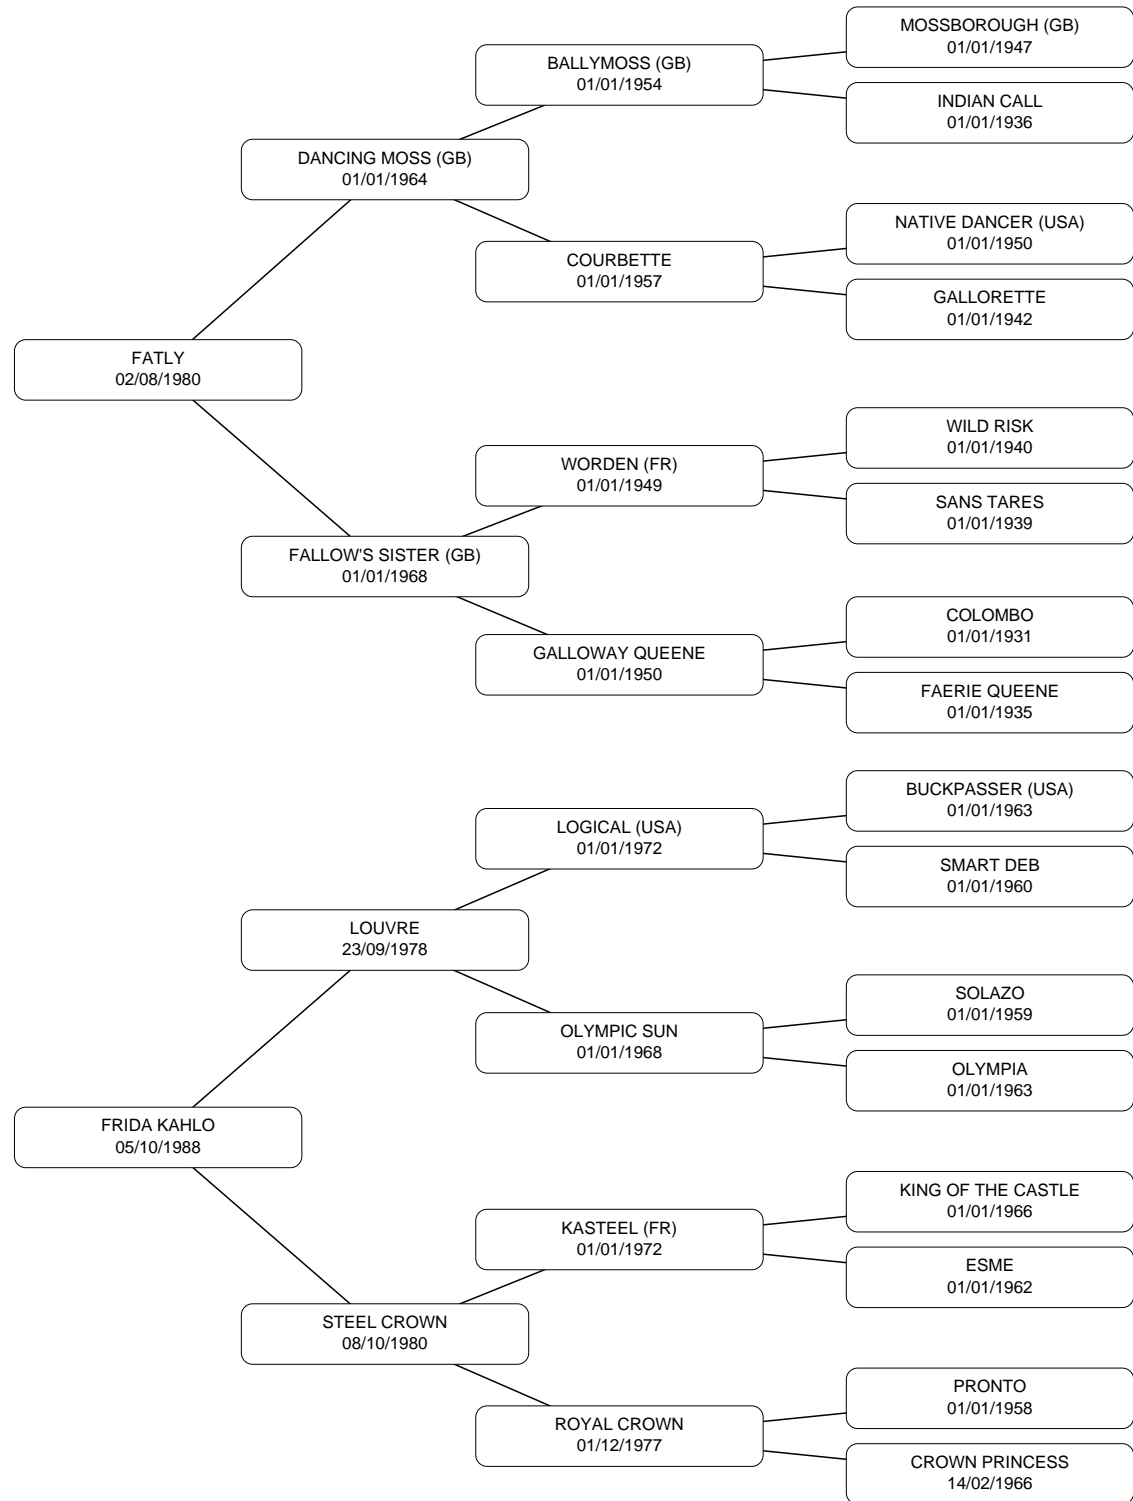 MOSSBOROUGH (GB)
01/01/1947
BALLYMOSS (GB)
01/01/1954
INDIAN CALL
01/01/1936
DANCING MOSS (GB)
01/01/1964
NATIVE DANCER (USA)
01/01/1950
COURBETTE
01/01/1957
GALLORETTE
01/01/1942
FATLY
02/08/1980
WILD RISK
01/01/1940
WORDEN (FR)
01/01/1949
SANS TARES
01/01/1939
FALLOW'S SISTER (GB)
01/01/1968
COLOMBO
01/01/1931
GALLOWAY QUEENE
01/01/1950
FAERIE QUEENE
01/01/1935
BUCKPASSER (USA)
01/01/1963
LOGICAL (USA)
01/01/1972
SMART DEB
01/01/1960
LOUVRE
23/09/1978
SOLAZO
01/01/1959
OLYMPIC SUN
01/01/1968
OLYMPIA
01/01/1963
FRIDA KAHLO
05/10/1988
KING OF THE CASTLE
01/01/1966
KASTEEL (FR)
01/01/1972
ESME
01/01/1962
STEEL CROWN
08/10/1980
PRONTO
01/01/1958
ROYAL CROWN
01/12/1977
CROWN PRINCESS
14/02/1966